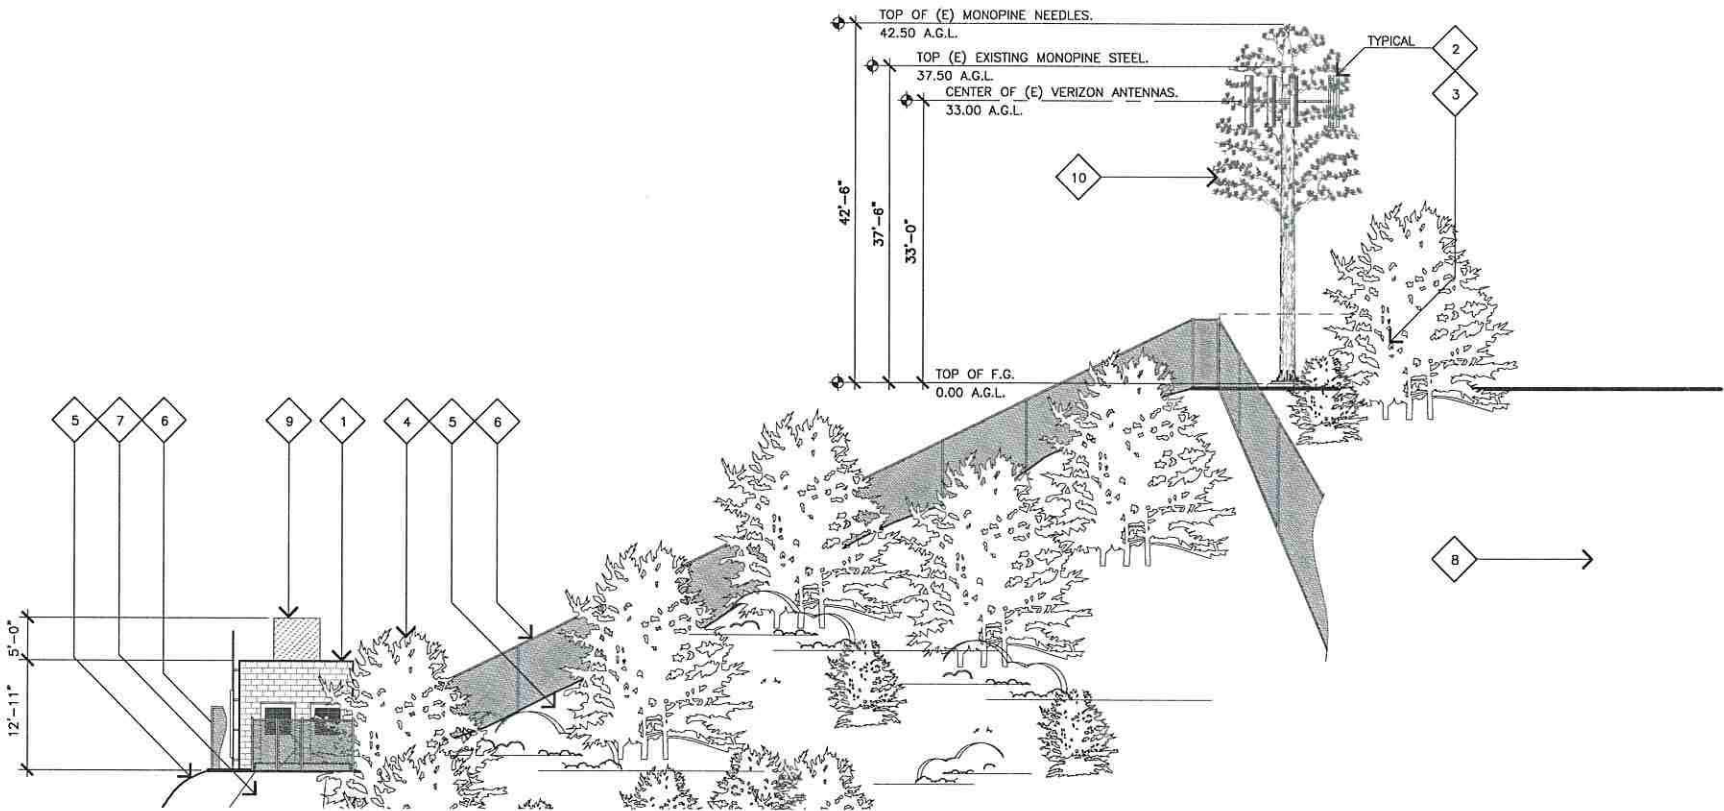 TOP OF (E) MONOPINE NEEDLES.
42.50 A.G.L.
TOP (E) EXISTING MONOPINE STEEL.
37.50 A.G.L.
CENTER OF (E) VERIZON ANTENNAS.
33.00 A.G.L.
TYPICAL
2
3
10
42'-6"
37'-6"
33'-0"
TOP OF F.G.
0.00 A.G.L.
5
7
6
9
1
4
5
6
8
5'-0"
12'-11"